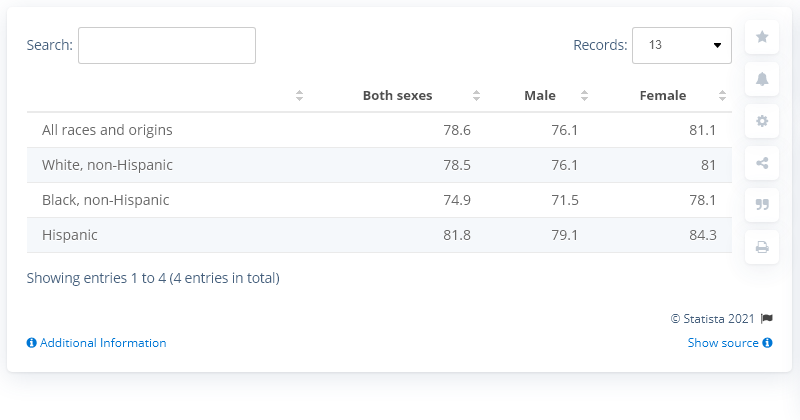 Search:
Records: 13
Both sexes Male Female
All races and origins 78.6 76.1 81.1
White, non-Hispanic 78.5 76.1 81
Black, non-Hispanic 74.9 71.5 78.1
Hispanic 81.8 79.1 84.3
Showing entries 1 to 4 (4 entries in total)
© Statista 2021
Additional Information
Show source